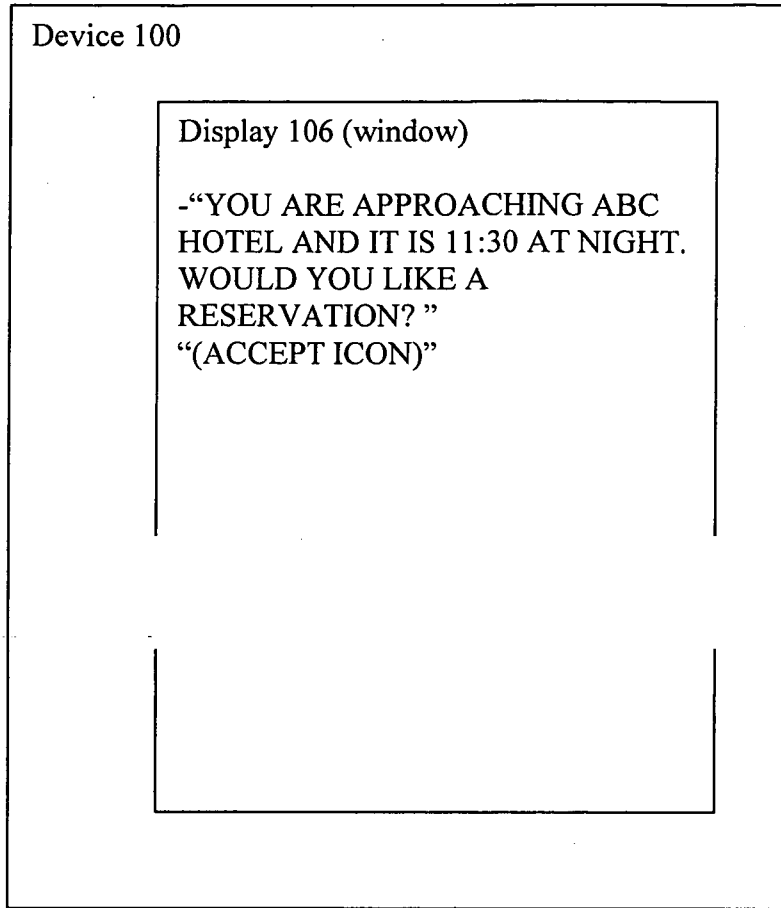 Device 100
Display 106 (window)
-“YOU ARE APPROACHING ABC
HOTEL AND IT IS 11:30 AT NIGHT.
WOULD YOU LIKE A
RESERVATION? ”
“(ACCEPT ICON)”